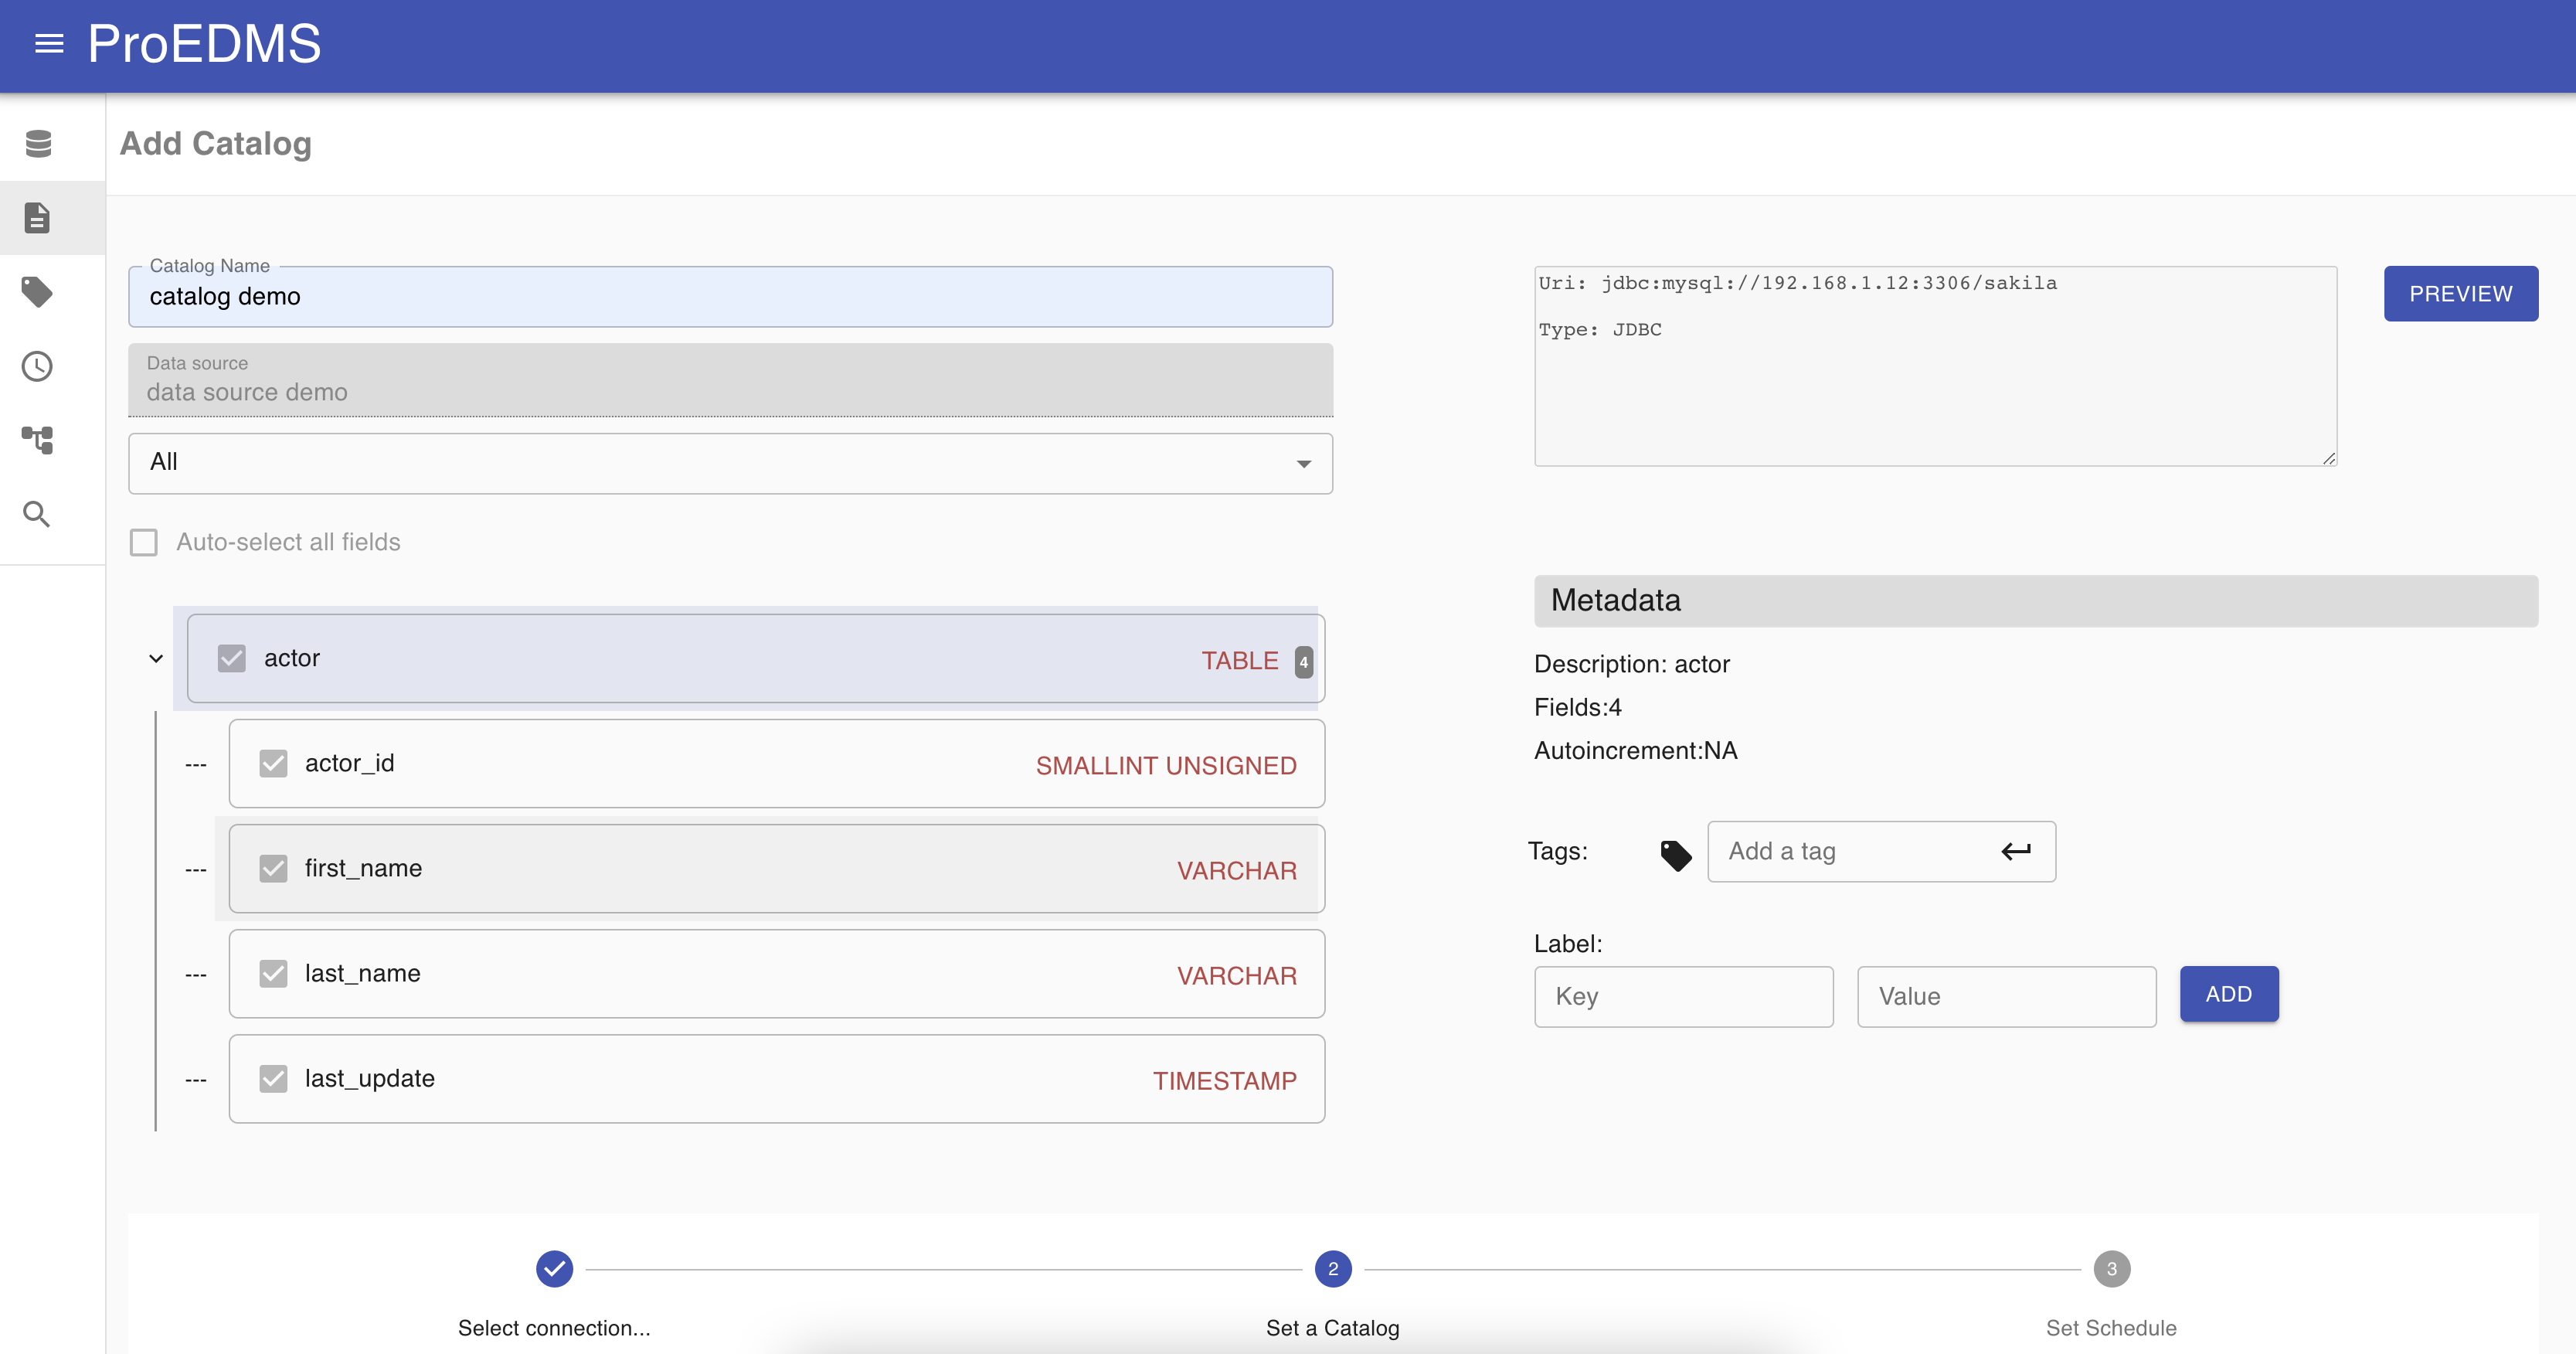 ProEDMS
Add Catalog
Catalog Name
catalog demo
Data source
data source demo
All
Auto-select all fields
actor TABLE 4
--- actor_id SMALLINT UNSIGNED
--- first_name VARCHAR
--- last_name VARCHAR
--- last_update TIMESTAMP
Uri: jdbc:mysql://192.168.1.12:3306/sakila
Type: JDBC
PREVIEW
Metadata
Description: actor
Fields:4
Autoincrement:NA
Tags: Add a tag
Label:
Key Value ADD
2 3
Select connection... Set a Catalog Set Schedule